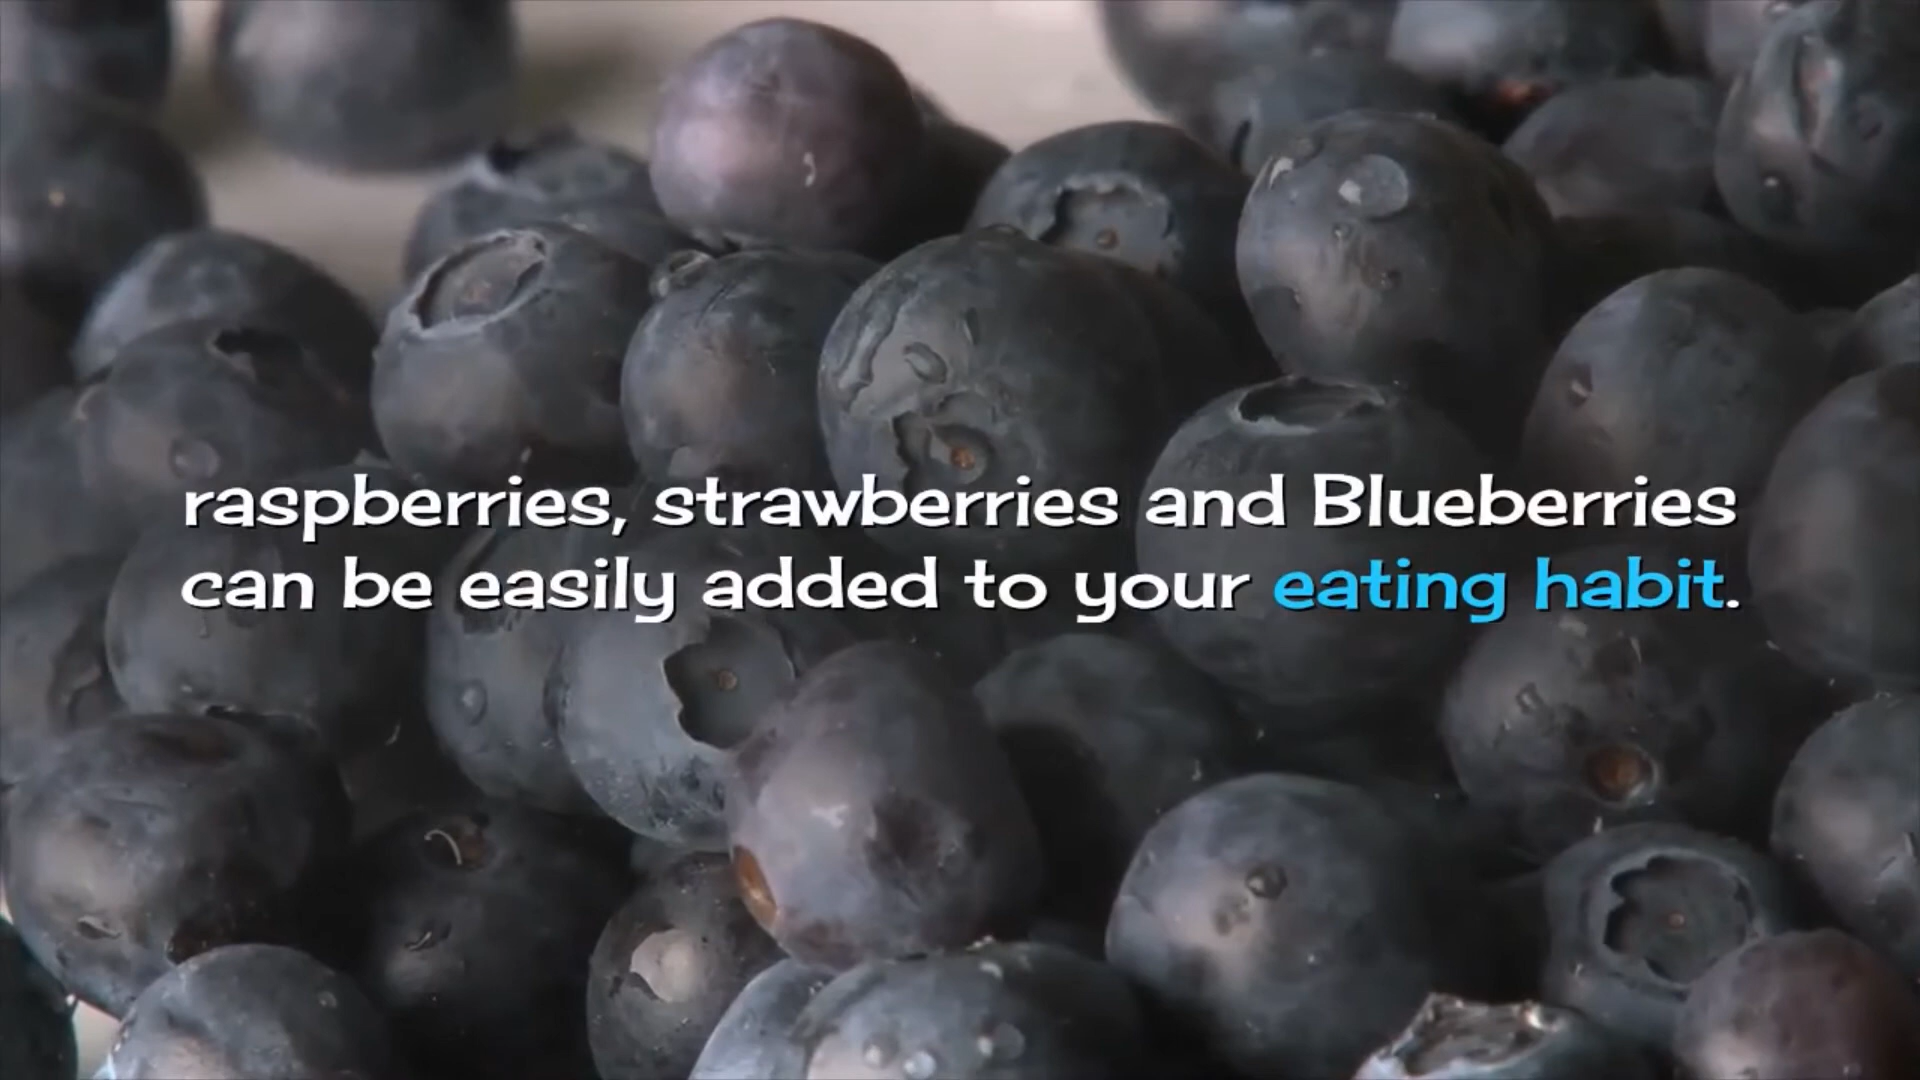 raspberries, strawberries and Blueberries
can be easily added to your eating habit.